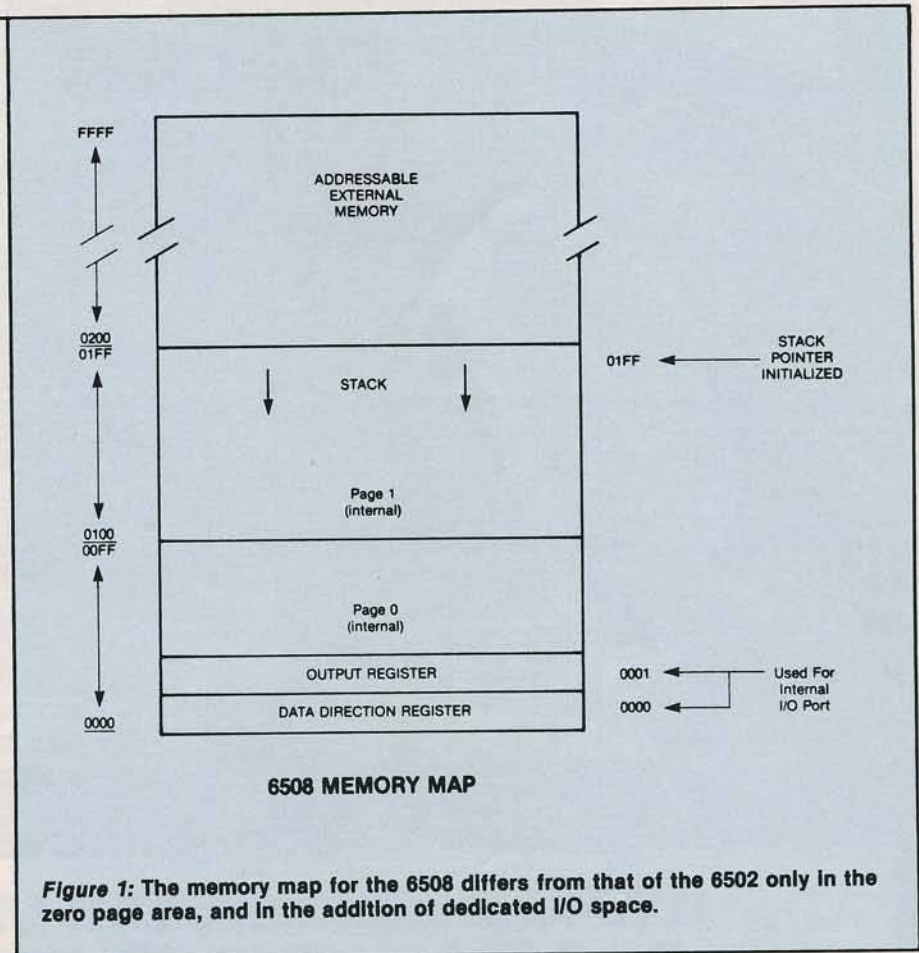 FFFF
ADDRESSABLE
EXTERNAL
MEMORY
0200
01FF
01FF
STACK
POINTER
INITIALIZED
STACK
Page 1
(internal)
0100
00FF
Page 0
(internal)
OUTPUT REGISTER
0001
Used For
Internal
I/O Port
DATA DIRECTION REGISTER
0000
0000
6508 MEMORY MAP
Figure 1: The memory map for the 6508 differs from that of the 6502 only in the
zero page area, and in the addition of dedicated I/O space.